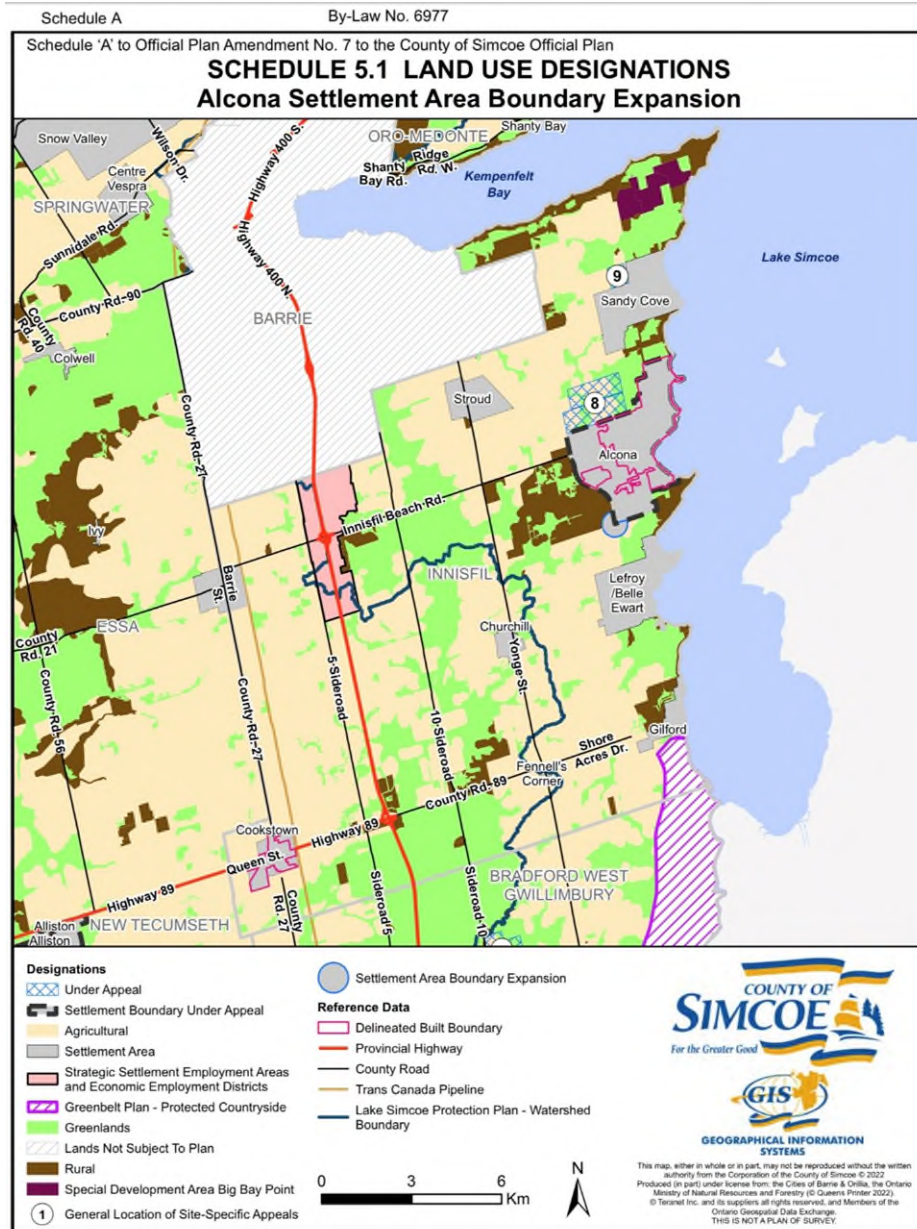 Schedule A
By-Law No. 6977
Schedule 'A' to Official Plan Amendment No. 7 to the County of Simcoe Official Plan
SCHEDULE 5.1 LAND USE DESIGNATIONS
Alcona Settlement Area Boundary Expansion
Snow Valley
Wilson Dr.
Highway 400 S.
ORO-MEDONTE
Shanty Bay
Ridge
Rd. W.
Shanty
Bay Rd.
Centre
Vespra
Kempenfelt
Bay
SPRINGWATER
Sunnidale Rd.
Highway 400 N.
Lake Simcoe
9
Sandy Cove
County Rd. 90
County
Rd. 40
BARRIE
Colwell
Stroud
8
County Rd. 27
Alcona
Innisfil Beach Rd.
Ivy
INNISFIL
Barrie
St.
Lefroy
/Belle
Ewart
ESSA
County
Rd. 21
Churchill
Yonge St.
County Rd. 56
County Rd. 27
5 Sideroad
10 Sideroad
Gilford
Shore
Acres Dr.
Fennell's
Corner
County Rd. 89
Cookstown
Highway 89
Queen St.
Highway 89
BRADFORD WEST
GWILLIMBURY
County
Rd. 27
Sideroad 5
Sideroad 10
Alliston
Alliston
NEW TECUMSETH
Designations
Under Appeal
Settlement Boundary Under Appeal
Agricultural
Settlement Area
Strategic Settlement Employment Areas
and Economic Employment Districts
Greenbelt Plan - Protected Countryside
Greenlands
Lands Not Subject To Plan
Rural
Special Development Area Big Bay Point
1 General Location of Site-Specific Appeals
Settlement Area Boundary Expansion
Reference Data
Delineated Built Boundary
Provincial Highway
County Road
Trans Canada Pipeline
Lake Simcoe Protection Plan - Watershed
Boundary
0 3 6
Km
N
COUNTY OF
SIMCOE
For the Greater Good
GIS
GEOGRAPHICAL INFORMATION
SYSTEMS
This map, either in whole or in part, may not be reproduced without the written
authority from the Corporation of the County of Simcoe © 2022
Produced (in part) under license from: the Cities of Barrie & Orillia, the Ontario
Ministry of Natural Resources and Forestry (© Queens Printer 2022).
© Teranet Inc. and its suppliers all rights reserved, and Members of the
Ontario Geospatial Data Exchange.
THIS IS NOT A PLAN OF SURVEY.